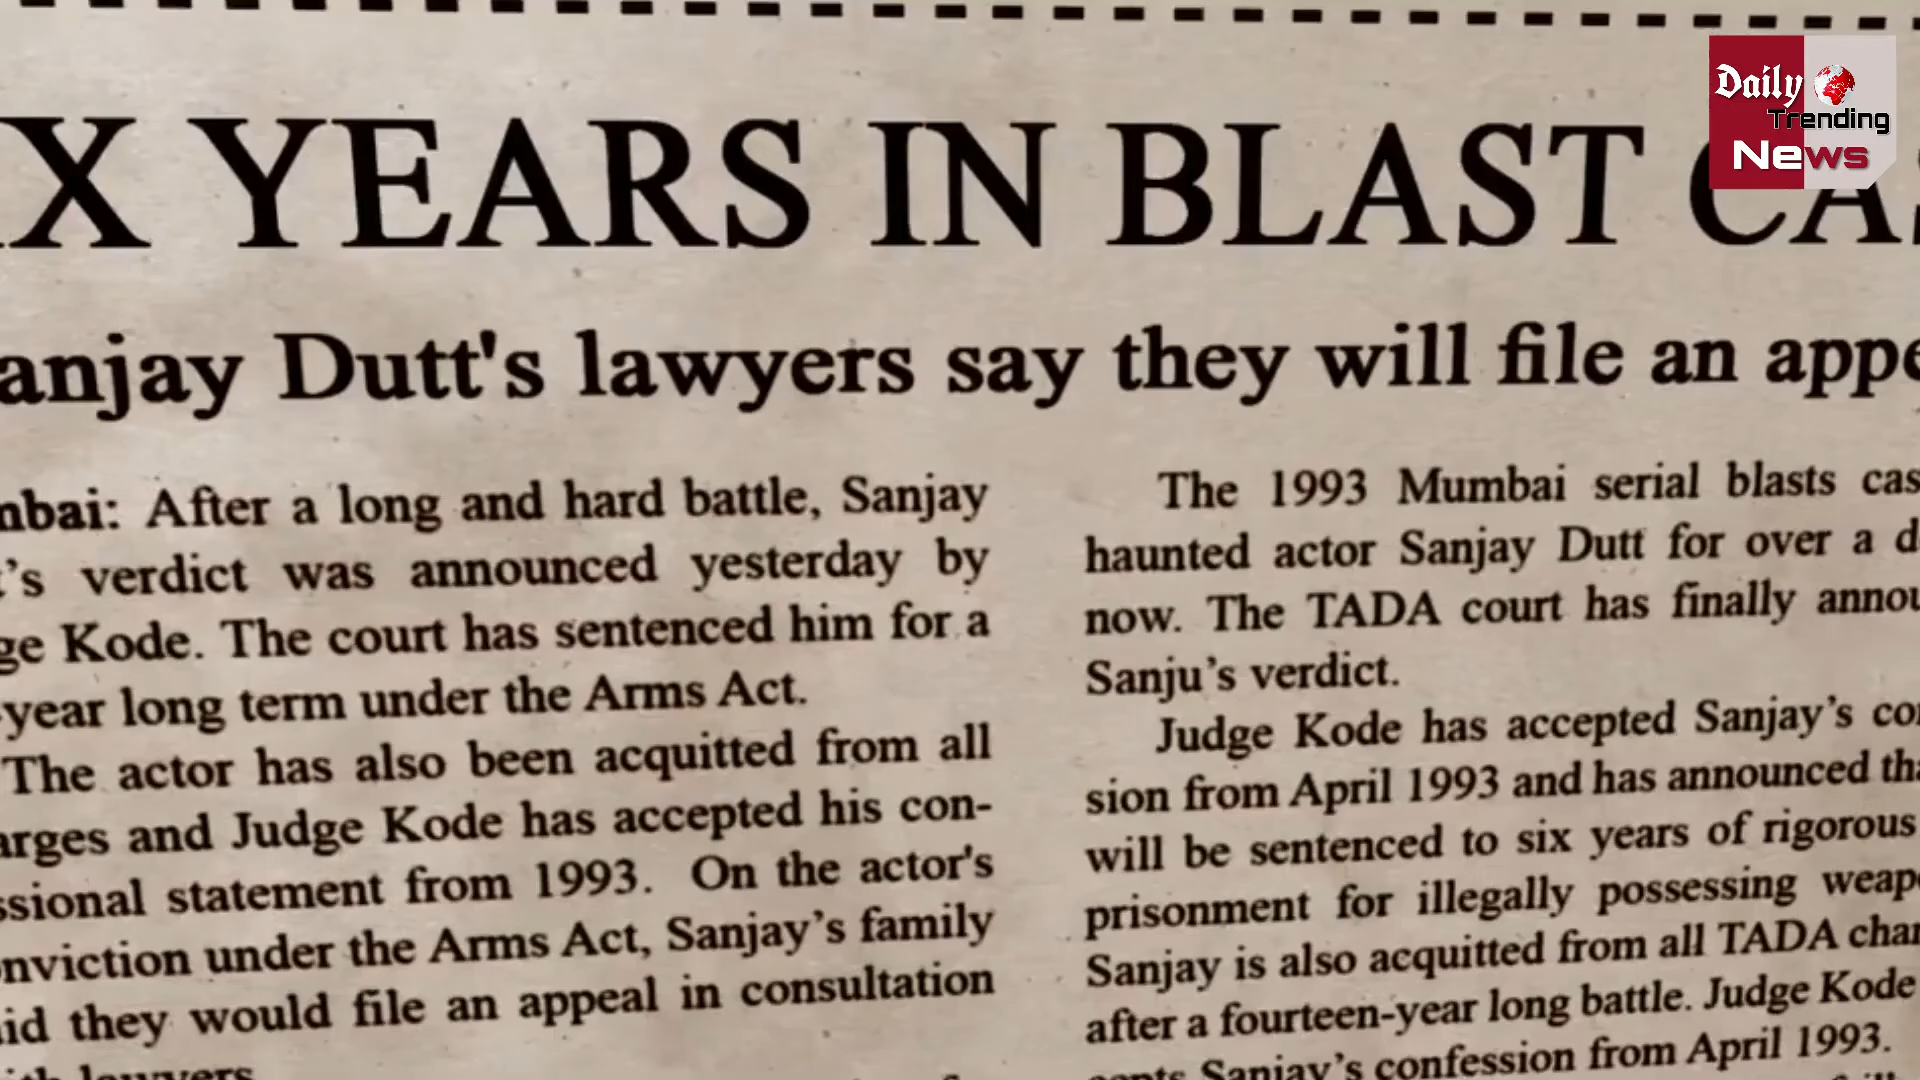 Daily
Trending
News
X YEARS IN BLAST CAS
anjay Dutt's lawyers say they will file an appe
nbai: After a long and hard battle, Sanjay
's verdict was announced yesterday by
ge Kode. The court has sentenced him for a
-year long term under the Arms Act.
The actor has also been acquitted from all
arges and Judge Kode has accepted his con-
ssional statement from 1993. On the actor's
nviction under the Arms Act, Sanjay's family
id they would file an appeal in consultation
lawyers
The 1993 Mumbai serial blasts cas
haunted actor Sanjay Dutt for over a d
now. The TADA court has finally annou
Sanju's verdict.
Judge Kode has accepted Sanjay's con
sion from April 1993 and has announced tha
will be sentenced to six years of rigorous
prisonment for illegally possessing weap
Sanjay is also acquitted from all TADA char
after a fourteen-year long battle. Judge Kode
Sanjay's confession from April 1993.